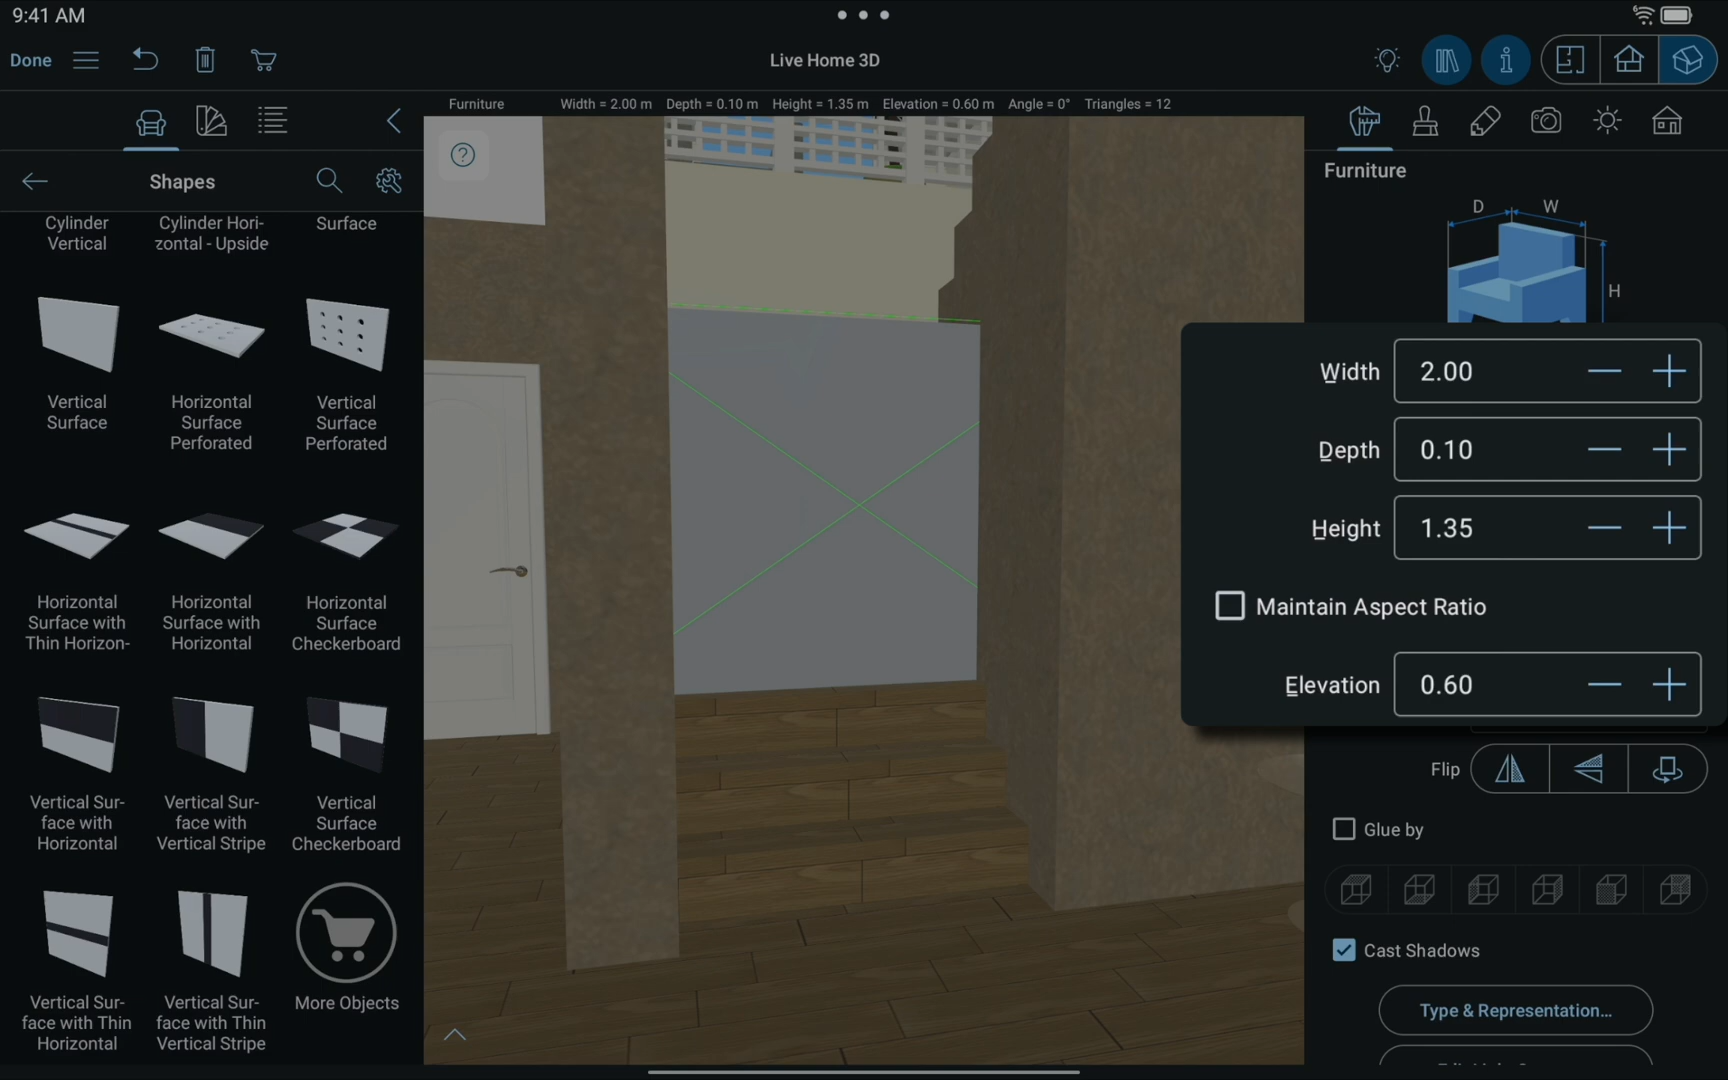 9:41 AM
Done
Live Home 3D
Furniture
Width = 2.00 m Depth = 0.10 m Height = 1.35 m Elevation = 0.60 m Angle = 0° Triangles = 12
Shapes
Furniture
D
W
H
Cylinder
Vertical
Cylinder Hori-
zontal - Upside
Surface
Vertical
Surface
Horizontal
Surface
Perforated
Vertical
Surface
Perforated
Horizontal
Surface with
Thin Horizon-
Horizontal
Surface with
Horizontal
Horizontal
Surface
Checkerboard
Vertical Sur-
face with
Horizontal
Vertical Sur-
face with
Vertical Stripe
Vertical
Surface
Checkerboard
Vertical Sur-
face with Thin
Horizontal
Vertical Sur-
face with Thin
Vertical Stripe
More Objects
Width 2.00
Depth 0.10
Height 1.35
Maintain Aspect Ratio
Elevation 0.60
Flip
Glue by
Cast Shadows
Type & Representation...